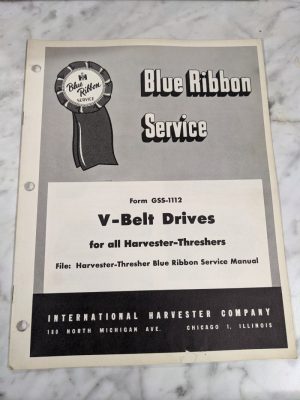 IH
Blue Ribbon
SERVICE
Blue Ribbon
Service
Form GSS-1112
V-Belt Drives
for all Harvester-Threshers
File: Harvester-Thresher Blue Ribbon Service Manual
INTERNATIONAL HARVESTER COMPANY
180 NORTH MICHIGAN AVE. CHICAGO 1, ILLINOIS